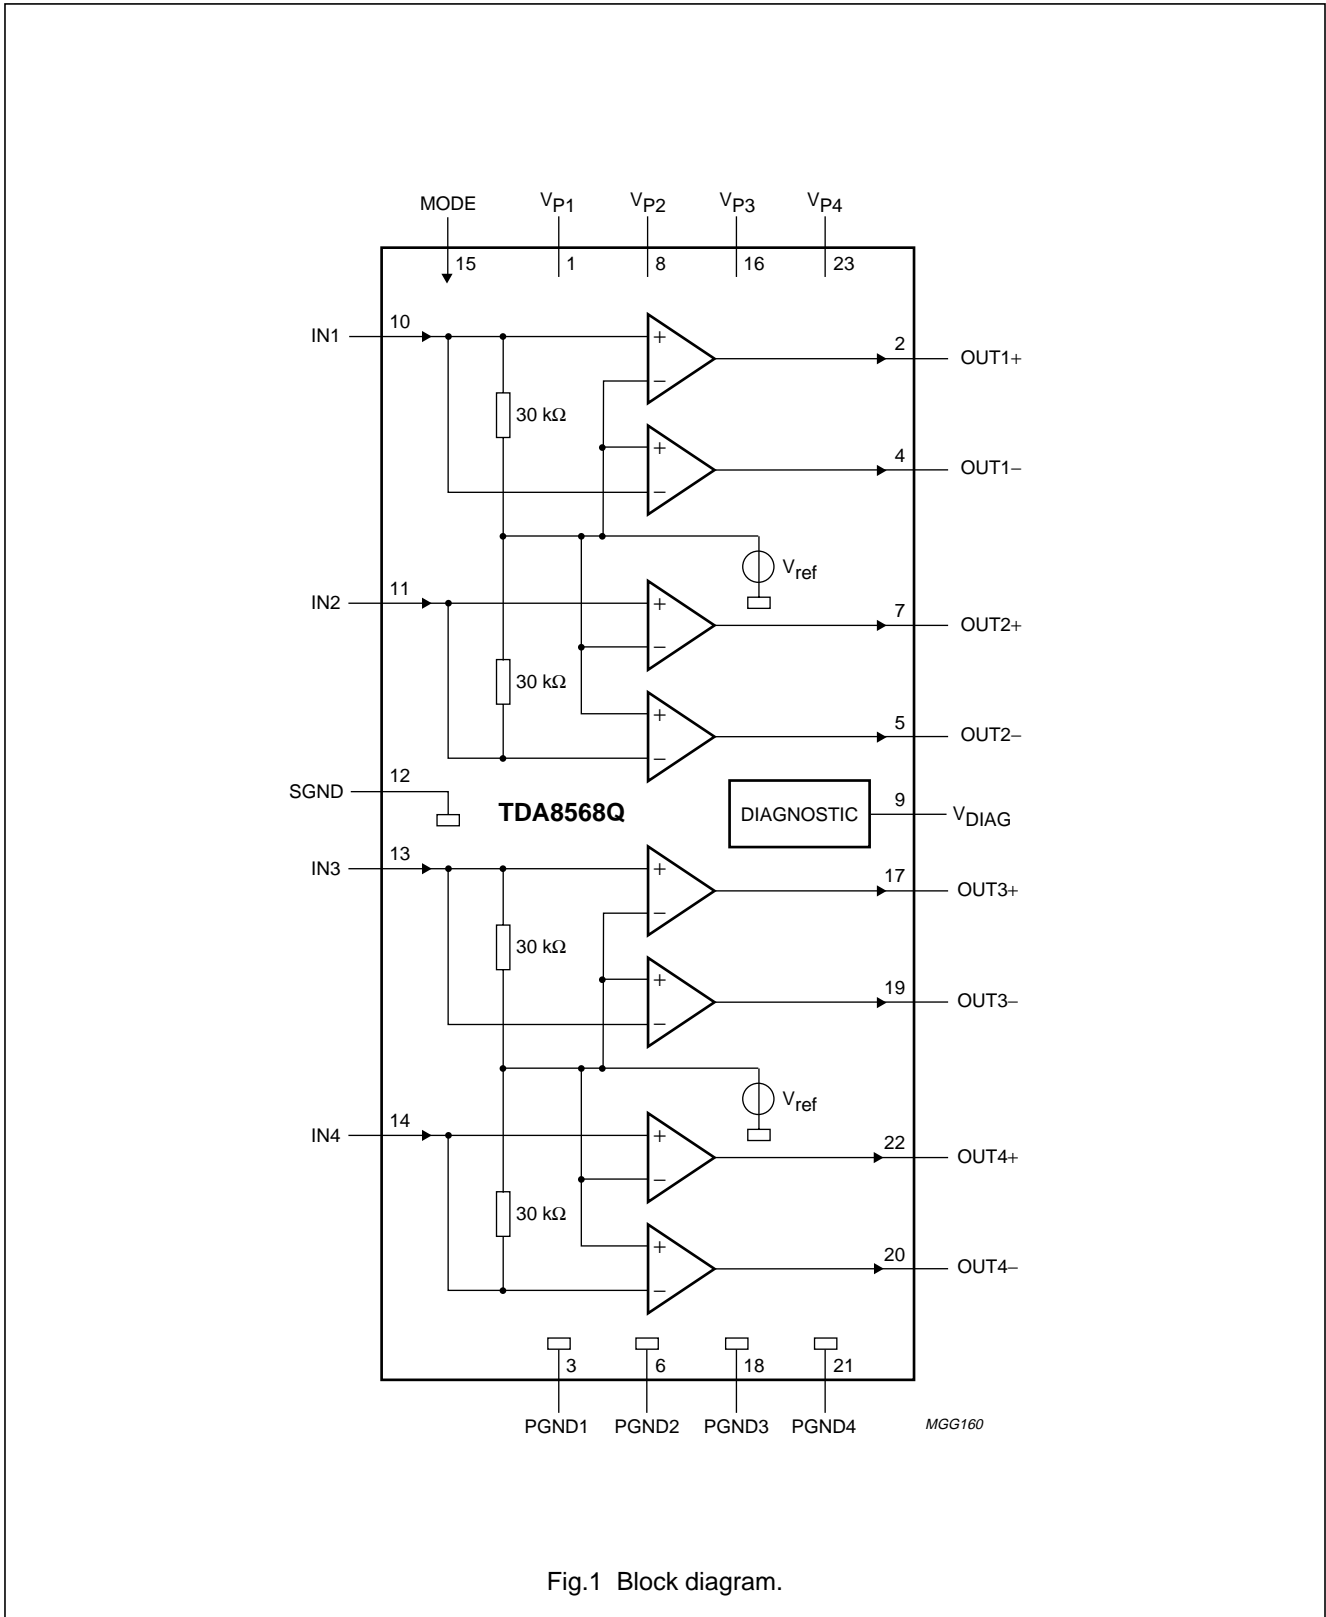 MODE VP1 VP2 VP3 VP4
15 1 8 16 23
IN1 10 + 2 OUT1+
−
30 kΩ
+ 4 OUT1−
−
Vref
IN2 11 + 7 OUT2+
−
30 kΩ
+ 5 OUT2−
−
SGND 12
TDA8568Q DIAGNOSTIC 9 VDIAG
IN3 13 + 17 OUT3+
−
30 kΩ
+ 19 OUT3−
−
Vref
IN4 14 + 22 OUT4+
−
30 kΩ
+ 20 OUT4−
−
3 6 18 21
PGND1 PGND2 PGND3 PGND4 MGG160
Fig.1 Block diagram.